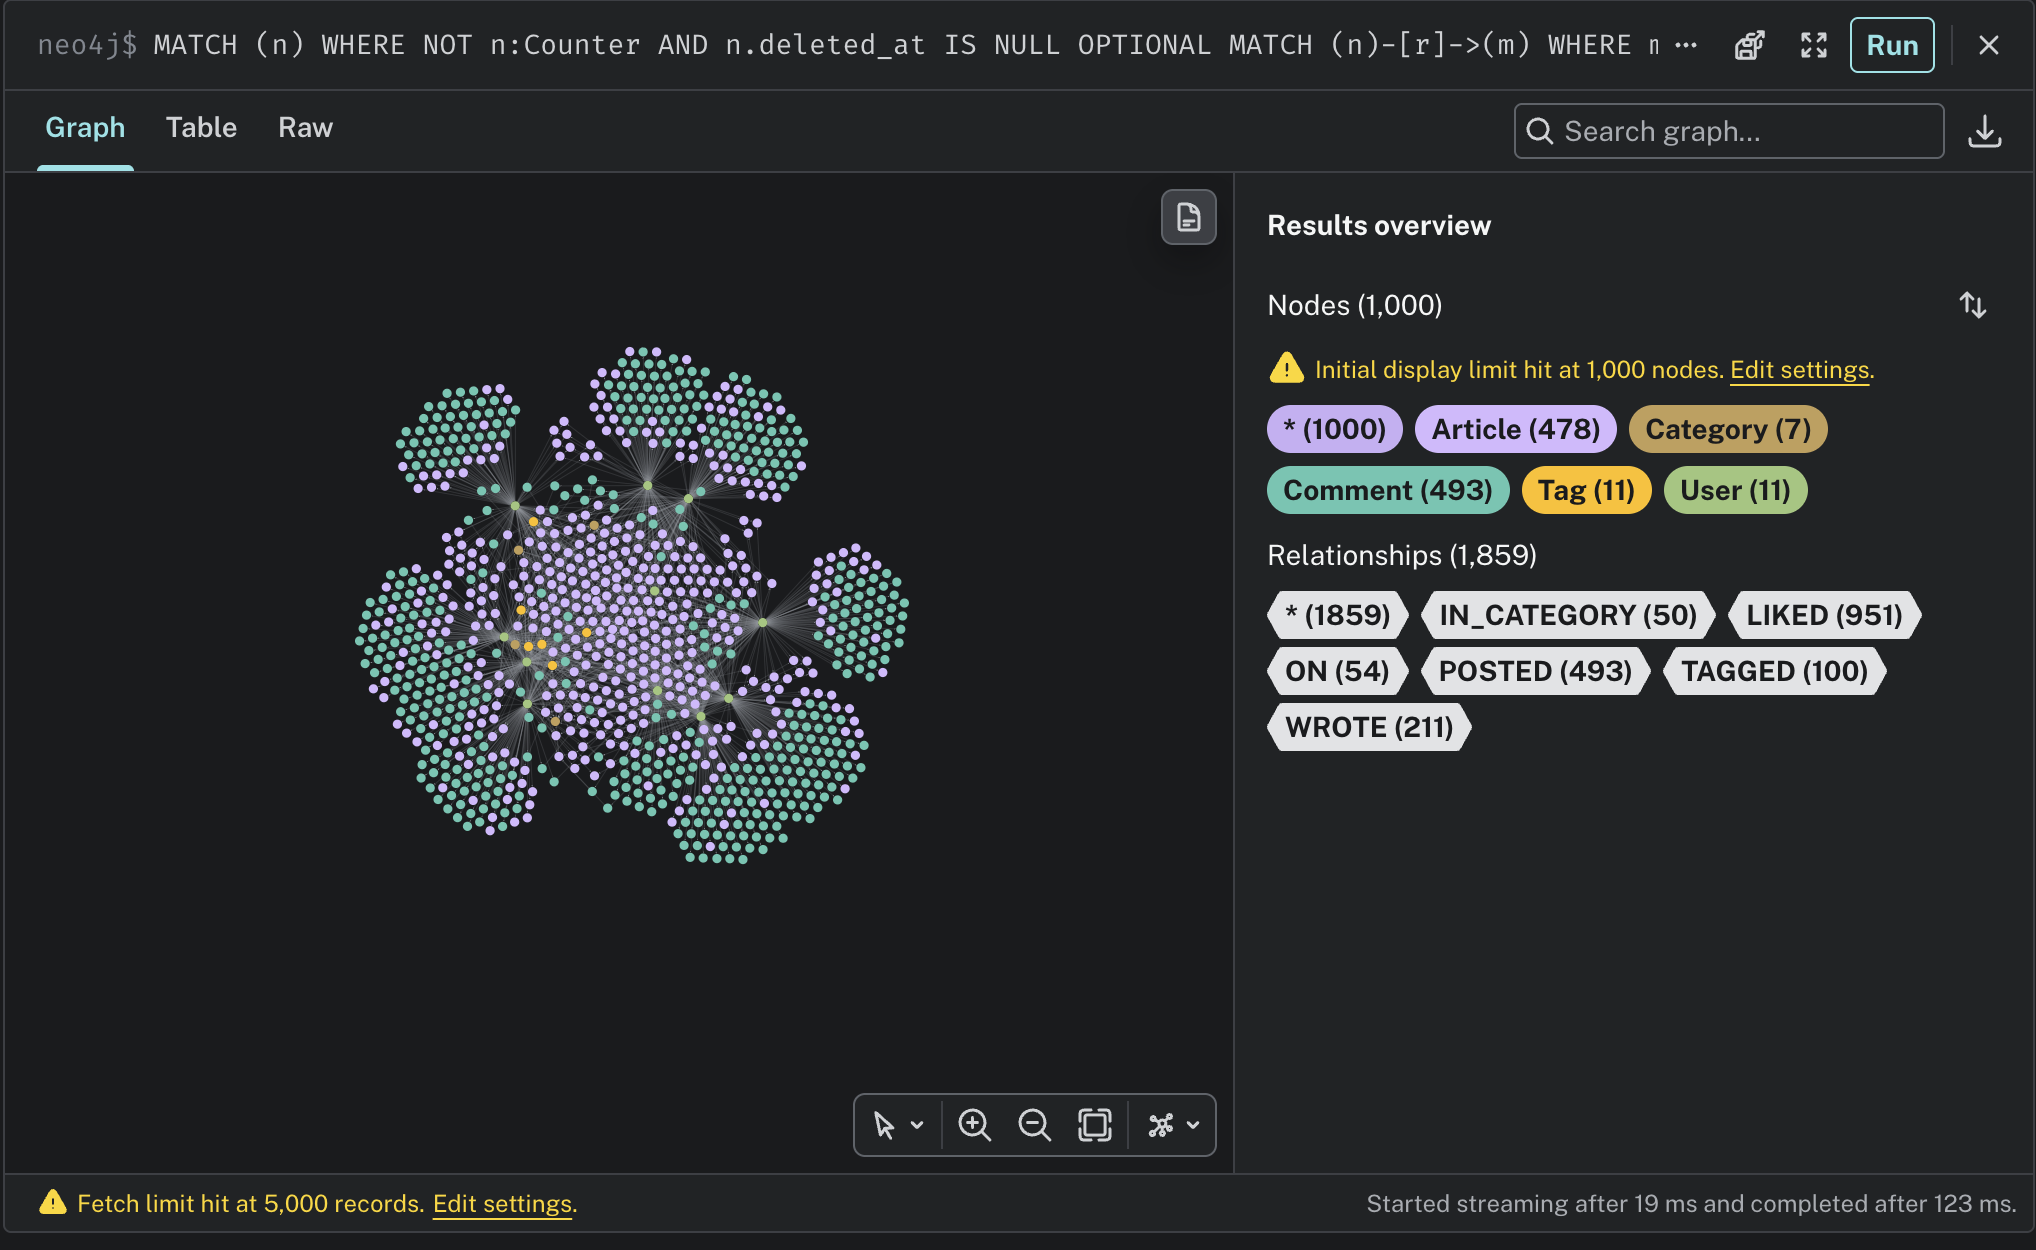 neo4j$ MATCH (n) WHERE NOT n:Counter AND n.deleted_at IS NULL OPTIONAL MATCH (n)-[r]->(m) WHERE m ··· Run
Graph Table Raw Search graph...
Results overview
Nodes (1,000)
Initial display limit hit at 1,000 nodes. Edit settings.
* (1000) Article (478) Category (7)
Comment (493) Tag (11) User (11)
Relationships (1,859)
* (1859) IN_CATEGORY (50) LIKED (951)
ON (54) POSTED (493) TAGGED (100)
WROTE (211)
Fetch limit hit at 5,000 records. Edit settings. Started streaming after 19 ms and completed after 123 ms.